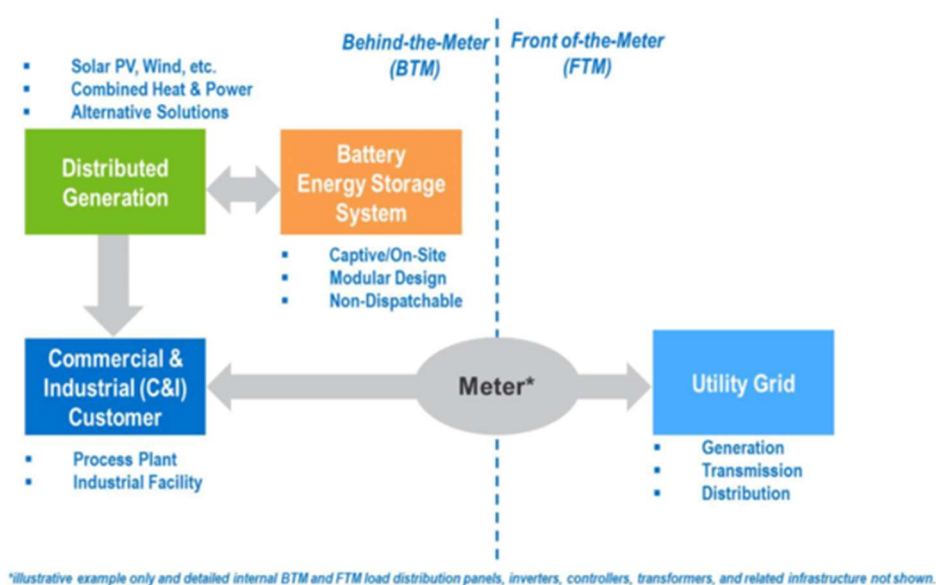 Behind-the-Meter
(BTM)
Front of-the-Meter
(FTM)
Solar PV, Wind, etc.
Combined Heat & Power
Alternative Solutions
Distributed
Generation
Battery
Energy Storage
System
Captive/On-Site
Modular Design
Non-Dispatchable
Commercial &
Industrial (C&I)
Customer
Process Plant
Industrial Facility
Meter*
Utility Grid
Generation
Transmission
Distribution
*illustrative example only and detailed internal BTM and FTM load distribution panels, inverters, controllers, transformers, and related infrastructure not shown